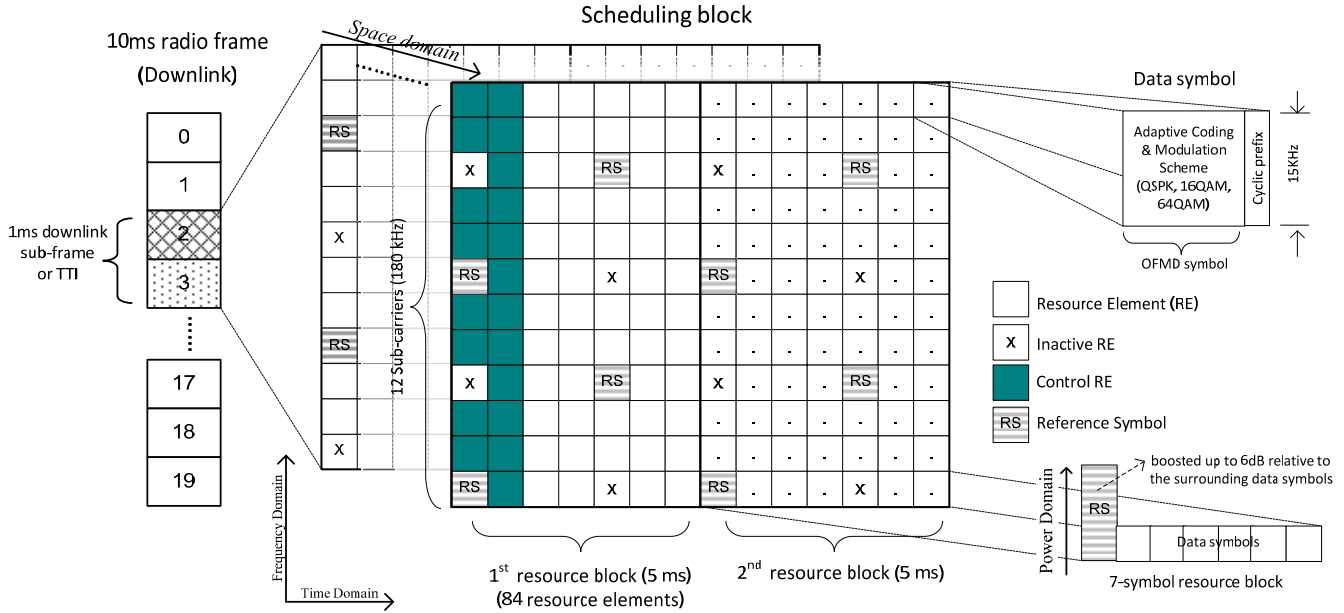 Scheduling block
10ms radio frame
(Downlink)
Space domain
Data symbol
0
1
2
3
17
18
19
1ms downlink
sub-frame
or TTI
RS
X
RS
X
12 Sub-carriers (180 kHz)
X RS X RS
RS X RS X
X RS X RS
RS X RS X
Adaptive Coding
& Modulation
Scheme
(QSPK, 16QAM,
64QAM)
Cyclic prefix
15KHz
OFMD symbol
Resource Element (RE)
X Inactive RE
Control RE
RS Reference Symbol
Frequency Domain
Time Domain
1st resource block (5 ms)
(84 resource elements)
2nd resource block (5 ms)
Power Domain
RS
boosted up to 6dB relative to
the surrounding data symbols
Data symbols
7-symbol resource block